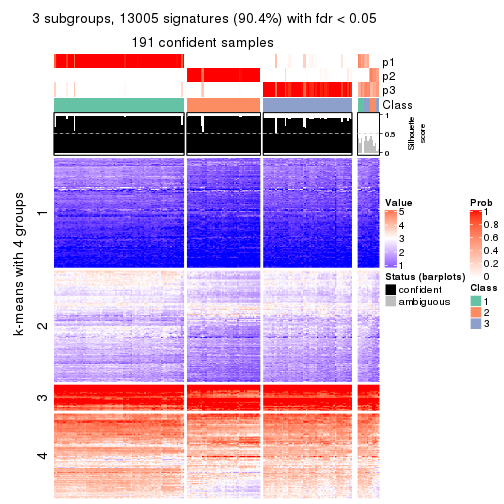 3 subgroups, 13005 signatures (90.4%) with fdr < 0.05
191 confident samples
p1
p2
p3
Class
1
0.5
0
Silhouette
score
k-means with 4 groups
1
2
3
4
Value
5
4
3
2
1
Status (barplots)
confident
ambiguous
Prob
1
0.8
0.6
0.4
0.2
0
Class
1
2
3